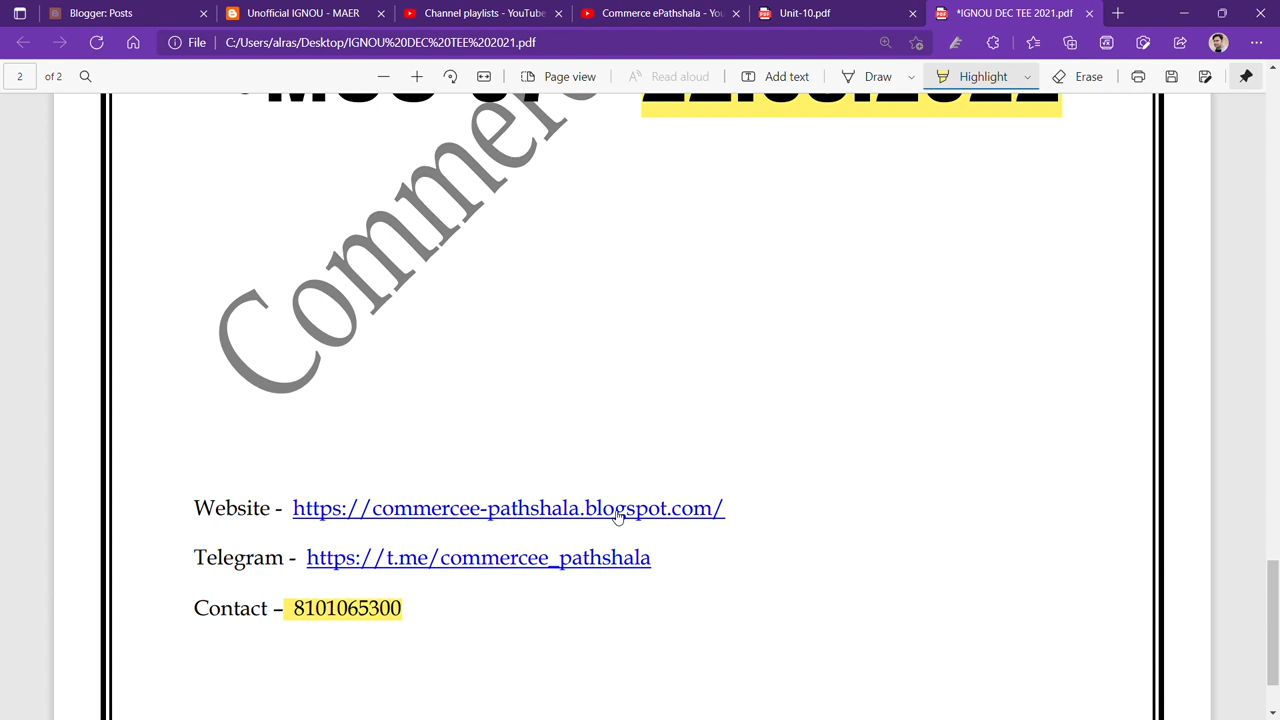 Blogger: Posts
Unofficial IGNOU - MAER
Channel playlists - YouTube
Commerce ePathshala - You
Unit-10.pdf
*IGNOU DEC TEE 2021.pdf
File C:/Users/alras/Desktop/IGNOU%20DEC%20TEE%202021.pdf
2 of 2
Page view
Read aloud
Add text
Draw
Highlight
Erase
Commerc
Website - https://commercee-pathshala.blogspot.com/
Telegram - https://t.me/commercee_pathshala
Contact – 8101065300